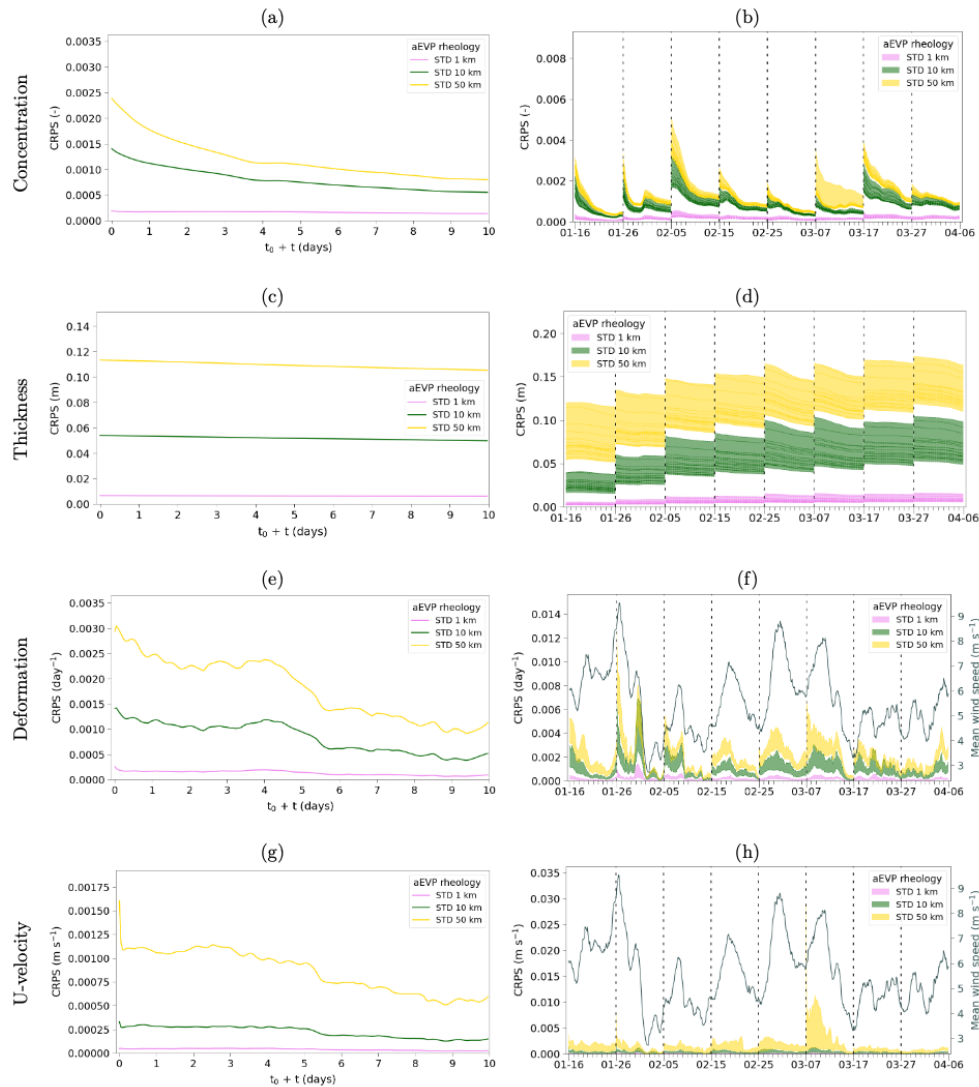 (a)
Concentration
CRPS (-)
0.0035
0.0030
0.0025
0.0020
0.0015
0.0010
0.0005
0.0000
aEVP rheology
STD 1 km
STD 10 km
STD 50 km
0 1 2 3 4 5 6 7 8 9 10
t₀ + t (days)
(b)
CRPS (-)
0.008
0.006
0.004
0.002
0.000
aEVP rheology
STD 1 km
STD 10 km
STD 50 km
01-16 01-26 02-05 02-15 02-25 03-07 03-17 03-27 04-06
(c)
Thickness
CRPS (m)
0.14
0.12
0.10
0.08
0.06
0.04
0.02
0.00
aEVP rheology
STD 1 km
STD 10 km
STD 50 km
0 1 2 3 4 5 6 7 8 9 10
t₀ + t (days)
(d)
CRPS (m)
0.20
0.15
0.10
0.05
0.00
aEVP rheology
STD 1 km
STD 10 km
STD 50 km
01-16 01-26 02-05 02-15 02-25 03-07 03-17 03-27 04-06
(e)
Deformation
CRPS (day⁻¹)
0.0035
0.0030
0.0025
0.0020
0.0015
0.0010
0.0005
0.0000
aEVP rheology
STD 1 km
STD 10 km
STD 50 km
0 1 2 3 4 5 6 7 8 9 10
t₀ + t (days)
(f)
CRPS (day⁻¹)
0.014
0.012
0.010
0.008
0.006
0.004
0.002
0.000
aEVP rheology
STD 1 km
STD 10 km
STD 50 km
9
8
7
6
5
4
3
Mean wind speed (m s⁻¹)
01-16 01-26 02-05 02-15 02-25 03-07 03-17 03-27 04-06
(g)
U-velocity
CRPS (m s⁻¹)
0.00175
0.00150
0.00125
0.00100
0.00075
0.00050
0.00025
0.00000
aEVP rheology
STD 1 km
STD 10 km
STD 50 km
0 1 2 3 4 5 6 7 8 9 10
t₀ + t (days)
(h)
CRPS (m s⁻¹)
0.035
0.030
0.025
0.020
0.015
0.010
0.005
0.000
aEVP rheology
STD 1 km
STD 10 km
STD 50 km
9
8
7
6
5
4
3
Mean wind speed (m s⁻¹)
01-16 01-26 02-05 02-15 02-25 03-07 03-17 03-27 04-06